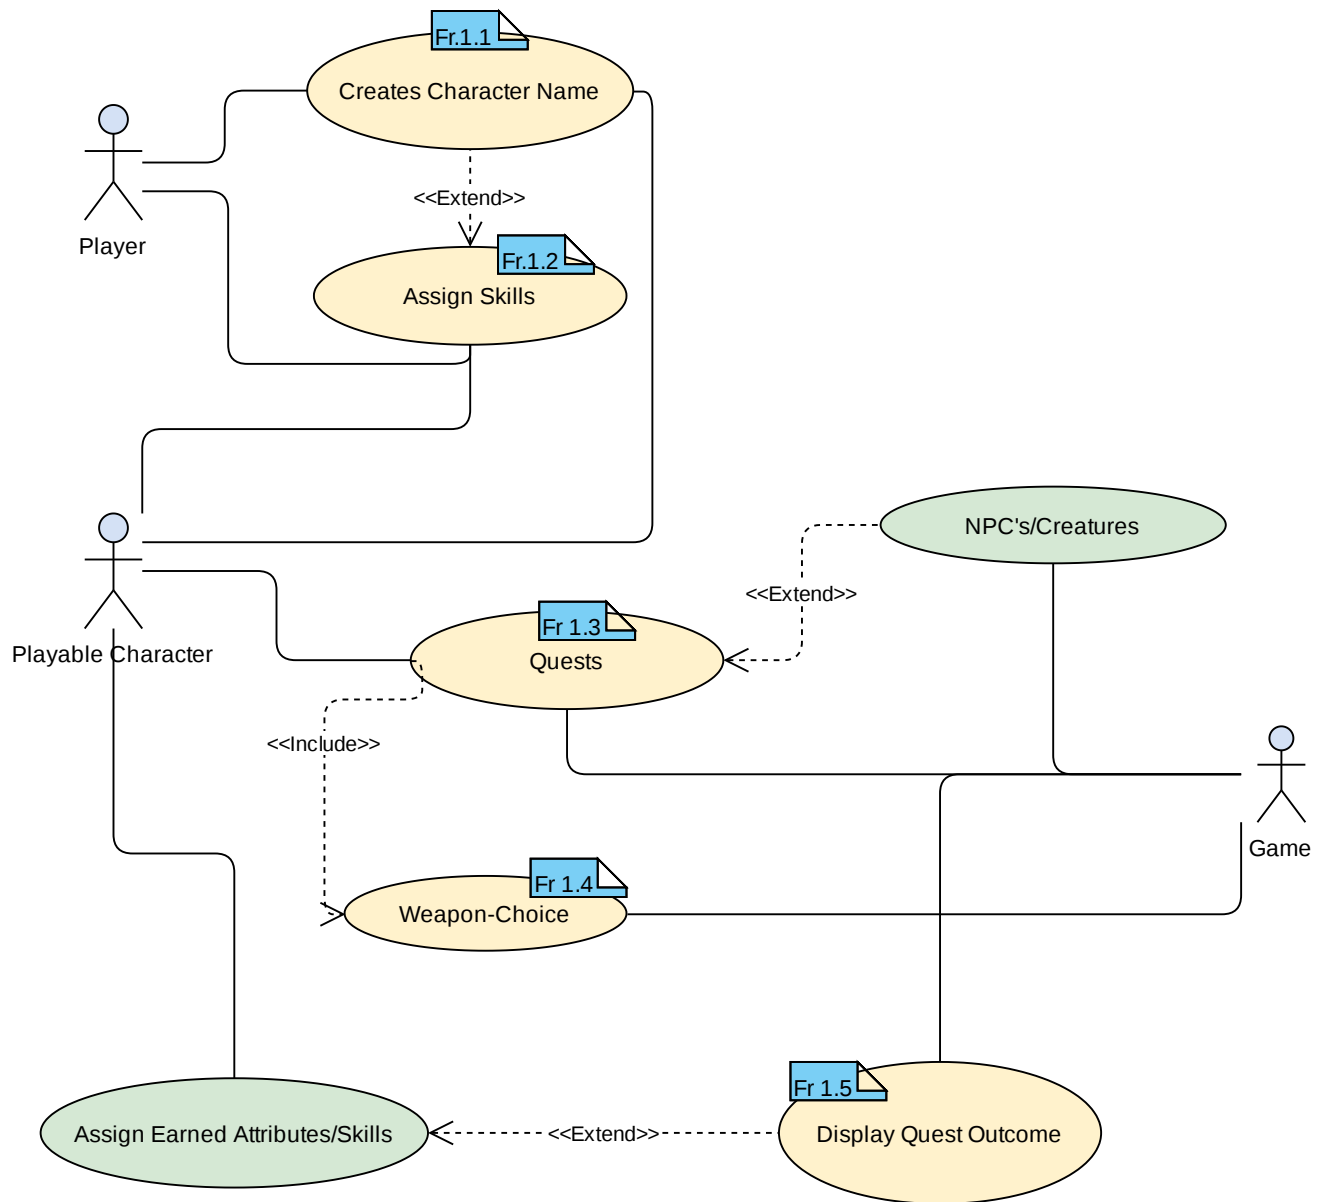 Fr.1.1
Creates Character Name
<<Extend>>
Player
Fr.1.2
Assign Skills
NPC's/Creatures
<<Extend>>
Fr 1.3
Playable Character
Quests
<<Include>>
Game
Fr 1.4
Weapon-Choice
Fr 1.5
Assign Earned Attributes/Skills
<<Extend>>
Display Quest Outcome